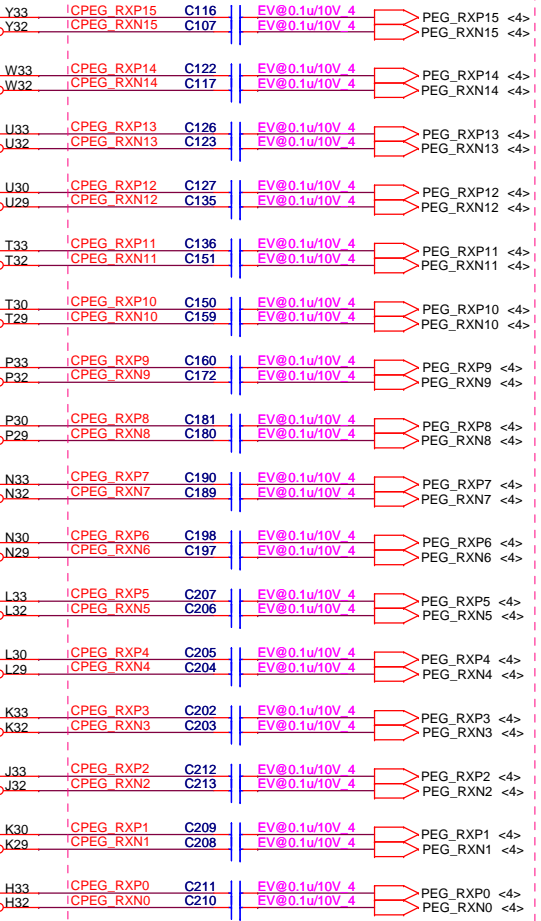 Y33 CPEG_RXP15 C116 EV@0.1u/10V_4 PEG_RXP15 <4>
Y32 CPEG_RXN15 C107 EV@0.1u/10V_4 PEG_RXN15 <4>
W33 CPEG_RXP14 C122 EV@0.1u/10V_4 PEG_RXP14 <4>
W32 CPEG_RXN14 C117 EV@0.1u/10V_4 PEG_RXN14 <4>
U33 CPEG_RXP13 C126 EV@0.1u/10V_4 PEG_RXP13 <4>
U32 CPEG_RXN13 C123 EV@0.1u/10V_4 PEG_RXN13 <4>
U30 CPEG_RXP12 C127 EV@0.1u/10V_4 PEG_RXP12 <4>
U29 CPEG_RXN12 C135 EV@0.1u/10V_4 PEG_RXN12 <4>
T33 CPEG_RXP11 C136 EV@0.1u/10V_4 PEG_RXP11 <4>
T32 CPEG_RXN11 C151 EV@0.1u/10V_4 PEG_RXN11 <4>
T30 CPEG_RXP10 C150 EV@0.1u/10V_4 PEG_RXP10 <4>
T29 CPEG_RXN10 C159 EV@0.1u/10V_4 PEG_RXN10 <4>
P33 CPEG_RXP9 C160 EV@0.1u/10V_4 PEG_RXP9 <4>
P32 CPEG_RXN9 C172 EV@0.1u/10V_4 PEG_RXN9 <4>
P30 CPEG_RXP8 C181 EV@0.1u/10V_4 PEG_RXP8 <4>
P29 CPEG_RXN8 C180 EV@0.1u/10V_4 PEG_RXN8 <4>
N33 CPEG_RXP7 C190 EV@0.1u/10V_4 PEG_RXP7 <4>
N32 CPEG_RXN7 C189 EV@0.1u/10V_4 PEG_RXN7 <4>
N30 CPEG_RXP6 C198 EV@0.1u/10V_4 PEG_RXP6 <4>
N29 CPEG_RXN6 C197 EV@0.1u/10V_4 PEG_RXN6 <4>
L33 CPEG_RXP5 C207 EV@0.1u/10V_4 PEG_RXP5 <4>
L32 CPEG_RXN5 C206 EV@0.1u/10V_4 PEG_RXN5 <4>
L30 CPEG_RXP4 C205 EV@0.1u/10V_4 PEG_RXP4 <4>
L29 CPEG_RXN4 C204 EV@0.1u/10V_4 PEG_RXN4 <4>
K33 CPEG_RXP3 C202 EV@0.1u/10V_4 PEG_RXP3 <4>
K32 CPEG_RXN3 C203 EV@0.1u/10V_4 PEG_RXN3 <4>
J33 CPEG_RXP2 C212 EV@0.1u/10V_4 PEG_RXP2 <4>
J32 CPEG_RXN2 C213 EV@0.1u/10V_4 PEG_RXN2 <4>
K30 CPEG_RXP1 C209 EV@0.1u/10V_4 PEG_RXP1 <4>
K29 CPEG_RXN1 C208 EV@0.1u/10V_4 PEG_RXN1 <4>
H33 CPEG_RXP0 C211 EV@0.1u/10V_4 PEG_RXP0 <4>
H32 CPEG_RXN0 C210 EV@0.1u/10V_4 PEG_RXN0 <4>